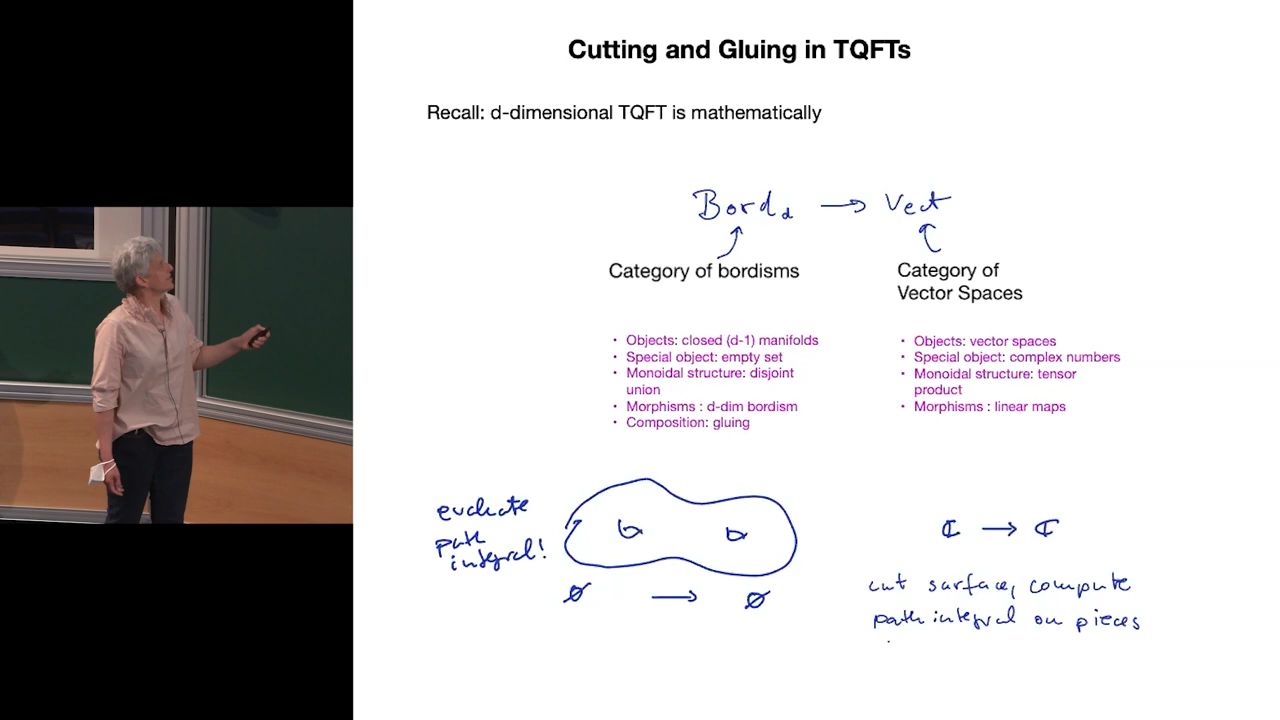 Cutting and Gluing in TQFTs
Recall: d-dimensional TQFT is mathematically
Bord_d → Vect
Category of bordisms
Category of
Vector Spaces
• Objects: closed (d-1) manifolds
• Special object: empty set
• Monoidal structure: disjoint
union
• Morphisms : d-dim bordism
• Composition: gluing
• Objects: vector spaces
• Special object: complex numbers
• Monoidal structure: tensor
product
• Morphisms : linear maps
evaluate
path
integral!
∅ → ∅
ℂ → ℂ
cut surface, compute
path integral on pieces